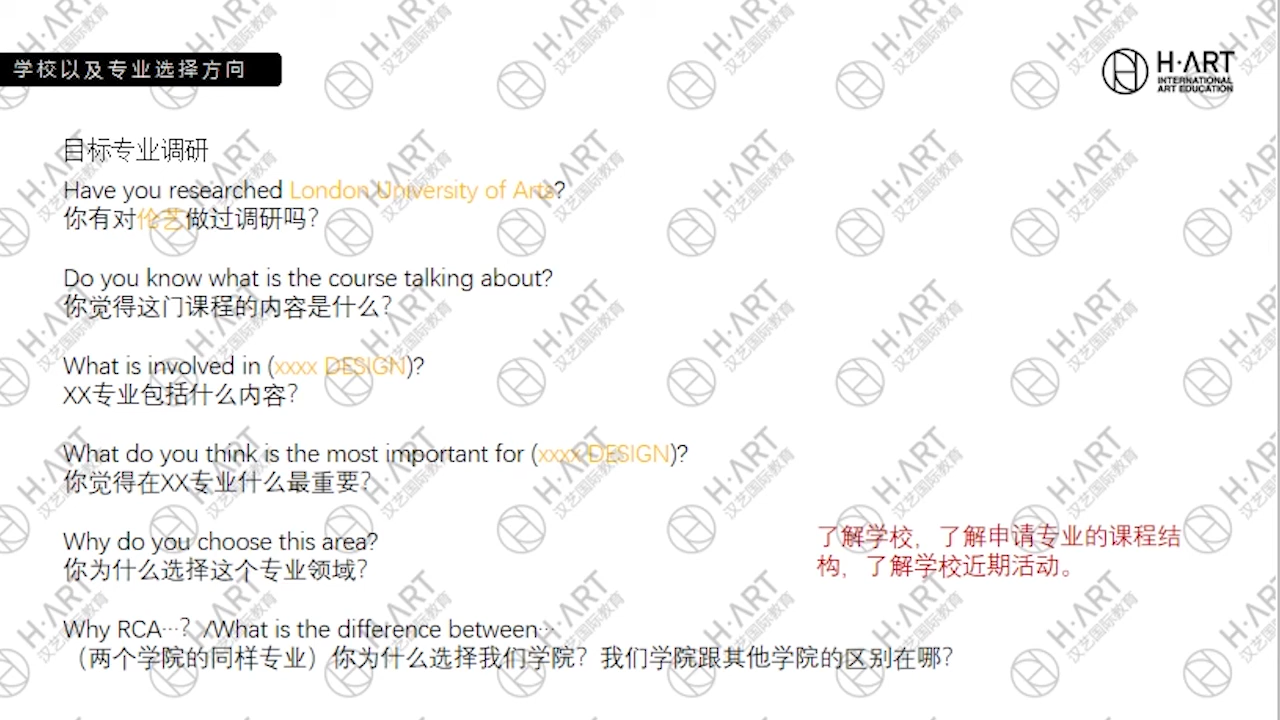 学校以及专业选择方向
H·ART
INTERNATIONAL
ART EDUCATION
目标专业调研
Have you researched London University of Arts?
你有对伦艺做过调研吗？
Do you know what is the course talking about?
你觉得这门课程的内容是什么？
What is involved in (xxxx DESIGN)?
XX专业包括什么内容？
What do you think is the most important for (xxxx DESIGN)?
你觉得在XX专业什么最重要？
Why do you choose this area?
你为什么选择这个专业领域？
了解学校，了解申请专业的课程结
构，了解学校近期活动。
Why RCA…？/What is the difference between…
（两个学院的同样专业）你为什么选择我们学院？我们学院跟其他学院的区别在哪？
H·ART
汉艺国际教育